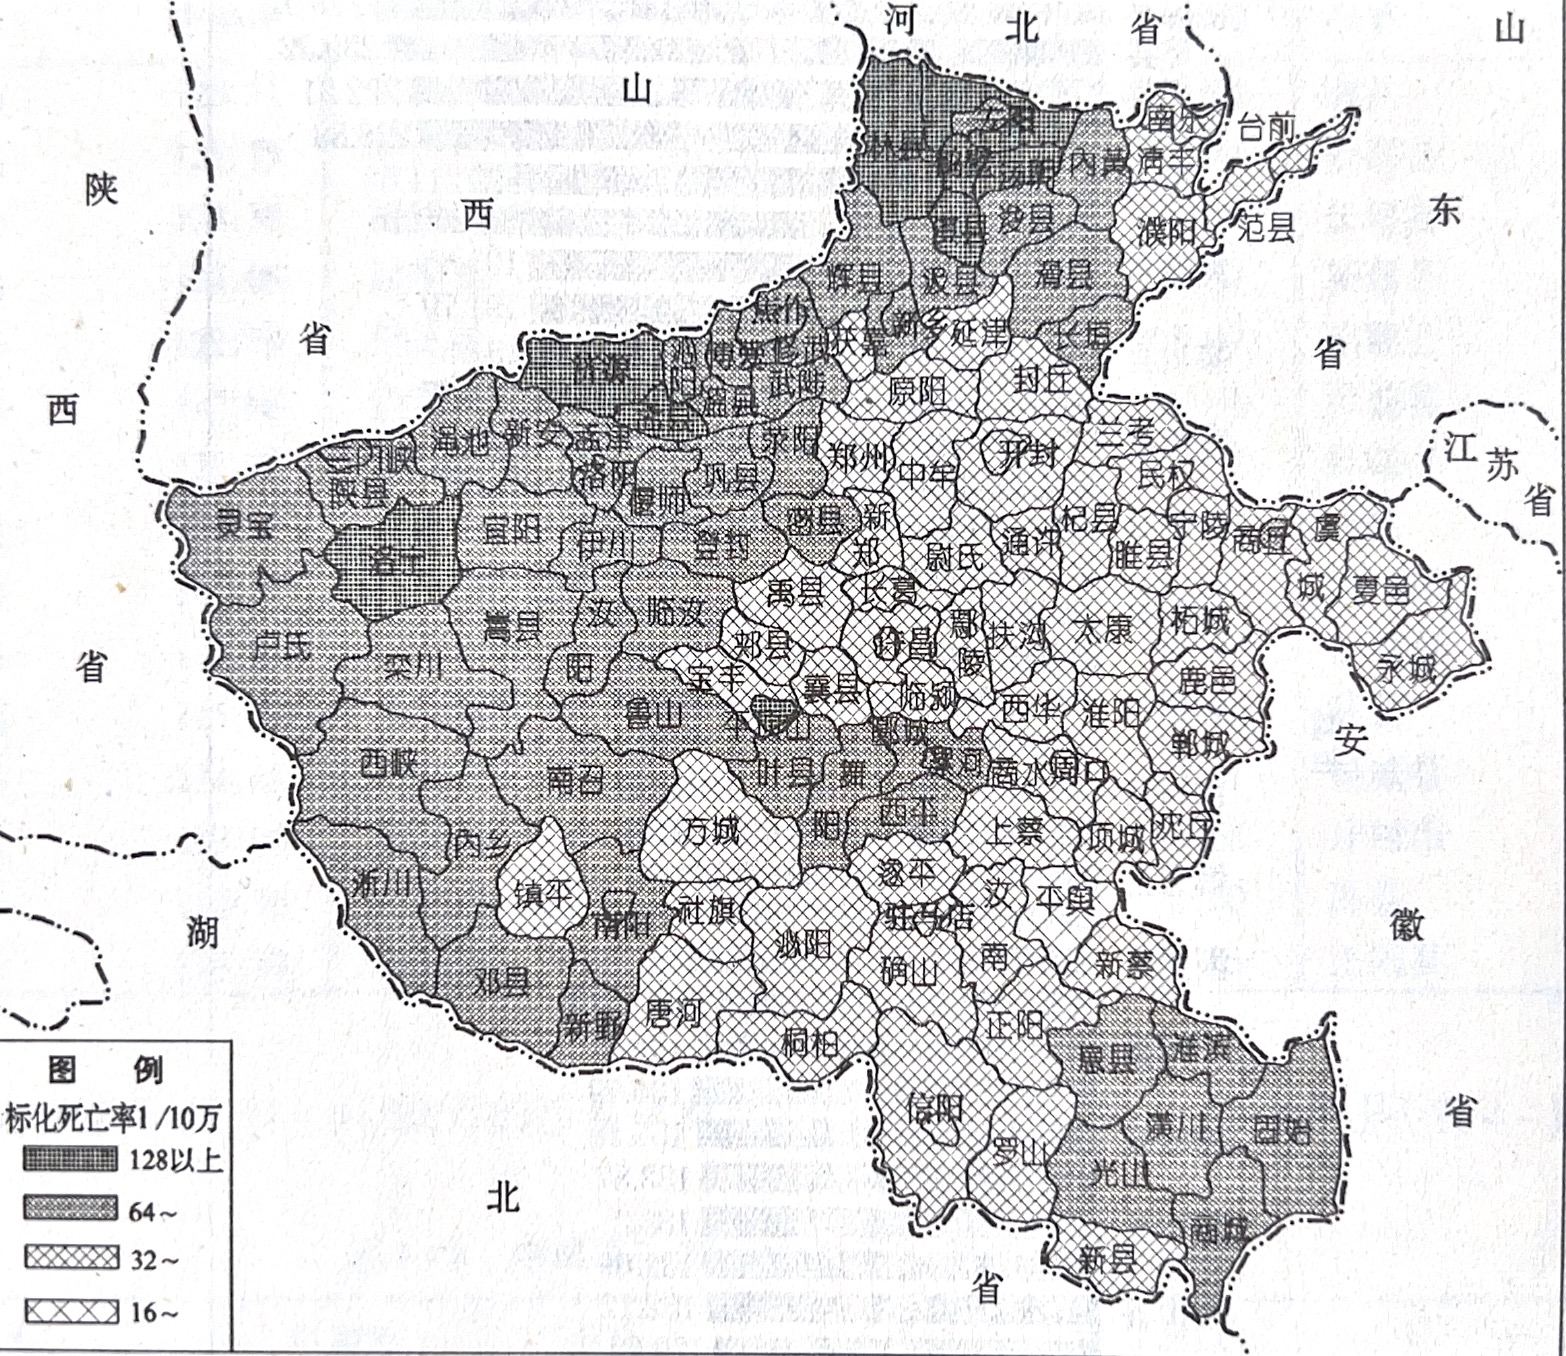 河 北 省
山
山
陕
西
东
省
省
西
江 苏 省
省
安
湖
徽
北
省
省
南乐
台前
安阳
林县
鹤壁
汤阴
内黄
清丰
濮阳
范县
淇县
浚县
辉县
汲县
滑县
焦作
新乡
延津
长垣
获嘉
济源
沁阳
博爱
修武
武陟
温县
孟县
原阳
封丘
渑池
新安
孟津
荥阳
郑州
中牟
开封
兰考
三门峡
陕县
洛阳
偃师
巩县
民权
灵宝
宜阳
伊川
登封
密县
新郑
尉氏
通许
杞县
睢县
宁陵
商丘
虞城
夏邑
洛宁
禹县
长葛
卢氏
嵩县
汝阳
临汝
郏县
许昌
鄢陵
扶沟
太康
柘城
永城
栾川
宝丰
襄县
临颍
西华
淮阳
鹿邑
鲁山
平顶山
郾城
郸城
西峡
南召
叶县
舞阳
漯河
商水
周口
西平
内乡
方城
上蔡
项城
沈丘
淅川
镇平
遂平
汝南
平舆
南阳
社旗
驻马店
泌阳
确山
新蔡
邓县
新野
唐河
桐柏
正阳
息县
淮滨
信阳
罗山
潢川
固始
光山
商城
新县
图 例
标化死亡率1/10万
128以上
64~
32~
16~